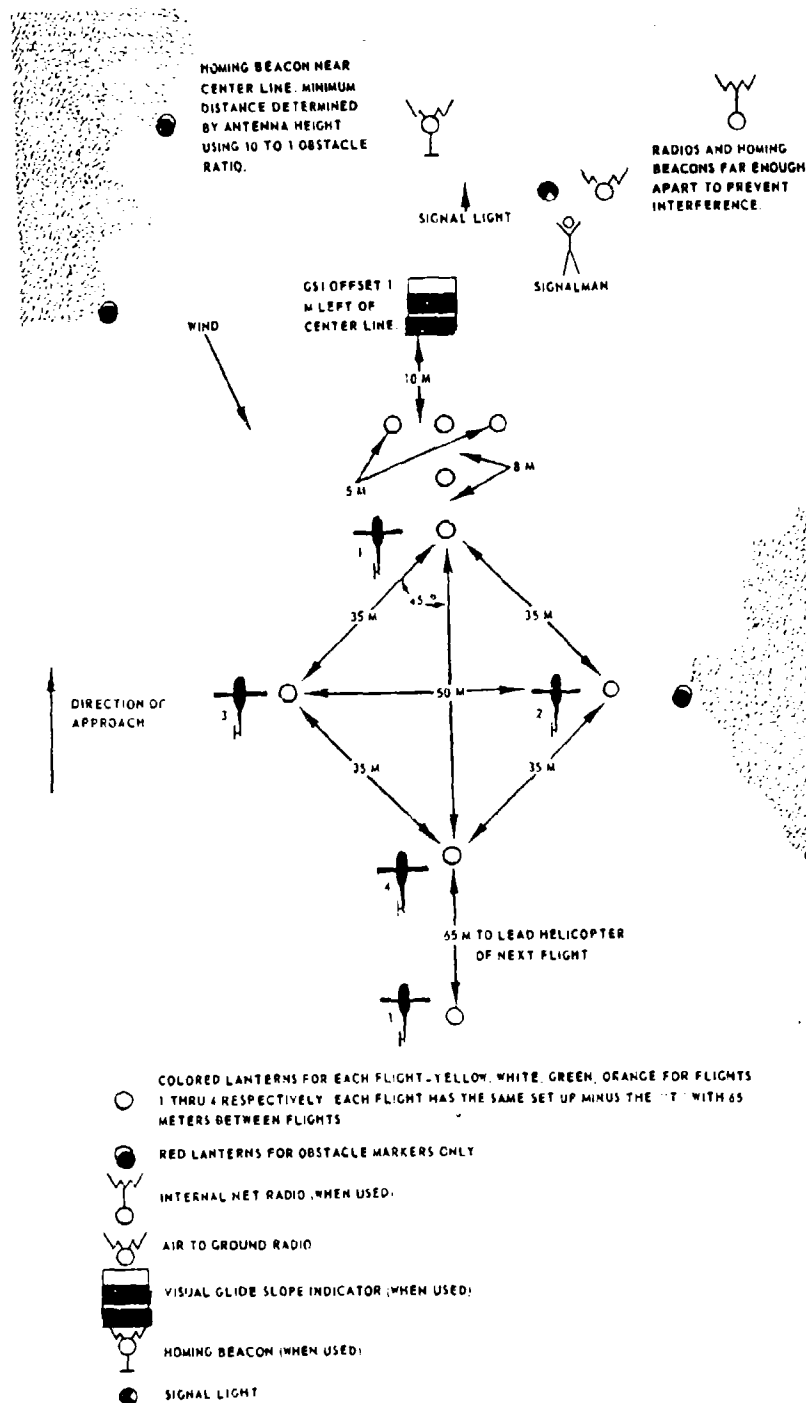 HOMING BEACON NEAR
CENTER LINE. MINIMUM
DISTANCE DETERMINED
BY ANTENNA HEIGHT
USING 10 TO 1 OBSTACLE
RATIO.
RADIOS AND HOMING
BEACONS FAR ENOUGH
APART TO PREVENT
INTERFERENCE.
SIGNAL LIGHT
SIGNALMAN
GSI OFFSET 1
M LEFT OF
CENTER LINE.
WIND
10 M
5 M
8 M
1
45°
35 M
35 M
DIRECTION OF
APPROACH
3
50 M
2
35 M
35 M
4
65 M TO LEAD HELICOPTER
OF NEXT FLIGHT
1
COLORED LANTERNS FOR EACH FLIGHT-YELLOW, WHITE, GREEN, ORANGE FOR FLIGHTS
1 THRU 4 RESPECTIVELY. EACH FLIGHT HAS THE SAME SET UP MINUS THE "T" WITH 65
METERS BETWEEN FLIGHTS
RED LANTERNS FOR OBSTACLE MARKERS ONLY
INTERNAL NET RADIO (WHEN USED)
AIR TO GROUND RADIO
VISUAL GLIDE SLOPE INDICATOR (WHEN USED)
HOMING BEACON (WHEN USED)
SIGNAL LIGHT